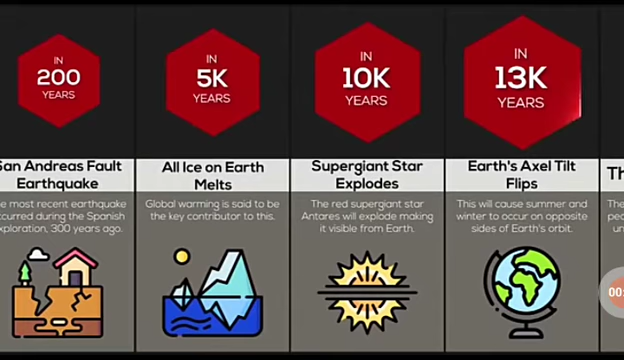 IN
200
YEARS
San Andreas Fault
Earthquake
The most recent earthquake
occurred during the Spanish
exploration, 300 years ago.
IN
5K
YEARS
All Ice on Earth
Melts
Global warming is said to be
the key contributor to this.
IN
10K
YEARS
Supergiant Star
Explodes
The red supergiant star
Antares will explode making
it visible from Earth.
IN
13K
YEARS
Earth's Axel Tilt
Flips
This will cause summer and
winter to occur on opposite
sides of Earth's orbit.